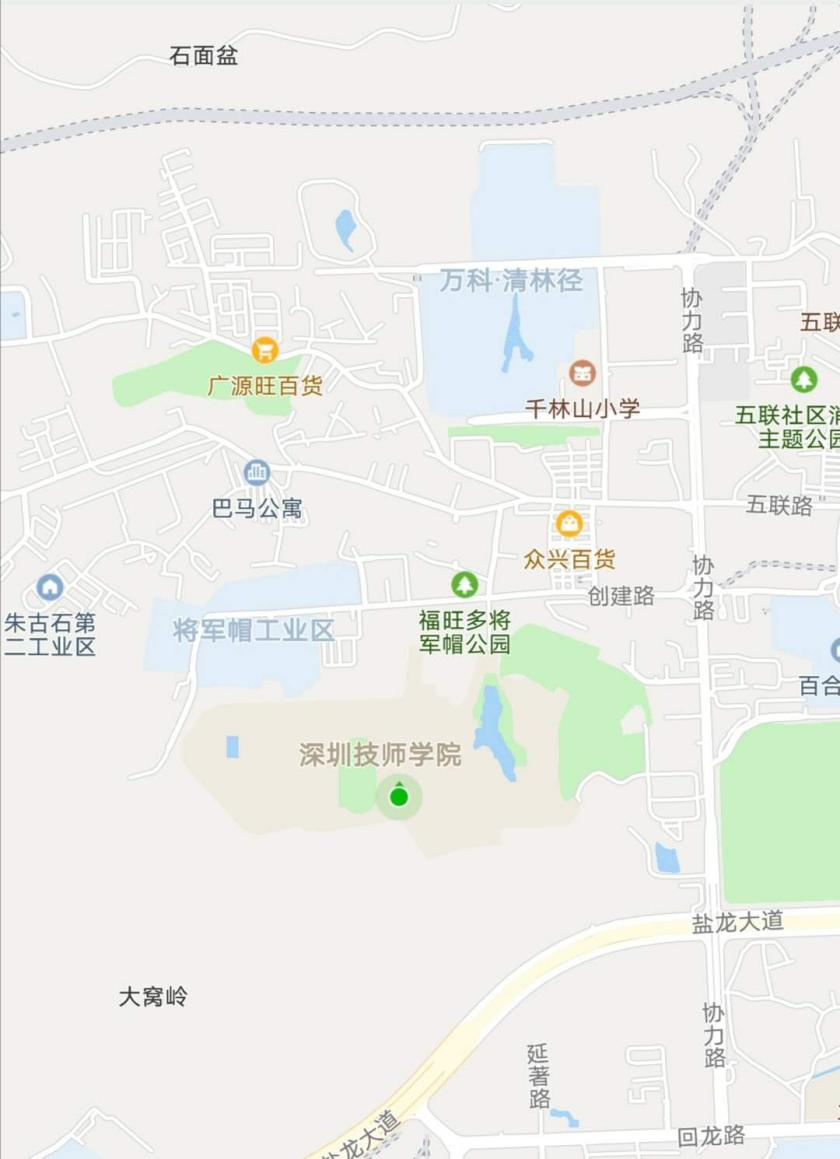 石面盆
万科·清林径
协力路
五联
广源旺百货
千林山小学
五联社区消
主题公园
巴马公寓
五联路
众兴百货
协力路
创建路
朱古石第
二工业区
将军帽工业区
福旺多将
军帽公园
百合
深圳技师学院
盐龙大道
大窝岭
协力路
延著路
盐龙大道
回龙路